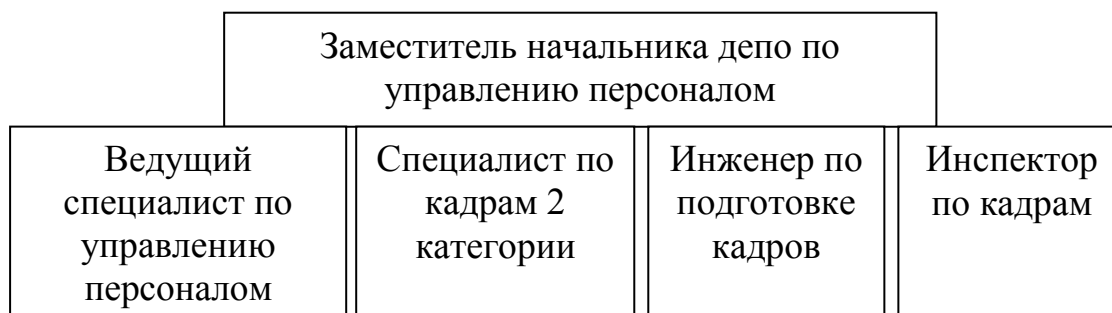 Заместитель начальника депо по
управлению персоналом
Ведущий
специалист по
управлению
персоналом
Специалист по
кадрам 2
категории
Инженер по
подготовке
кадров
Инспектор
по кадрам